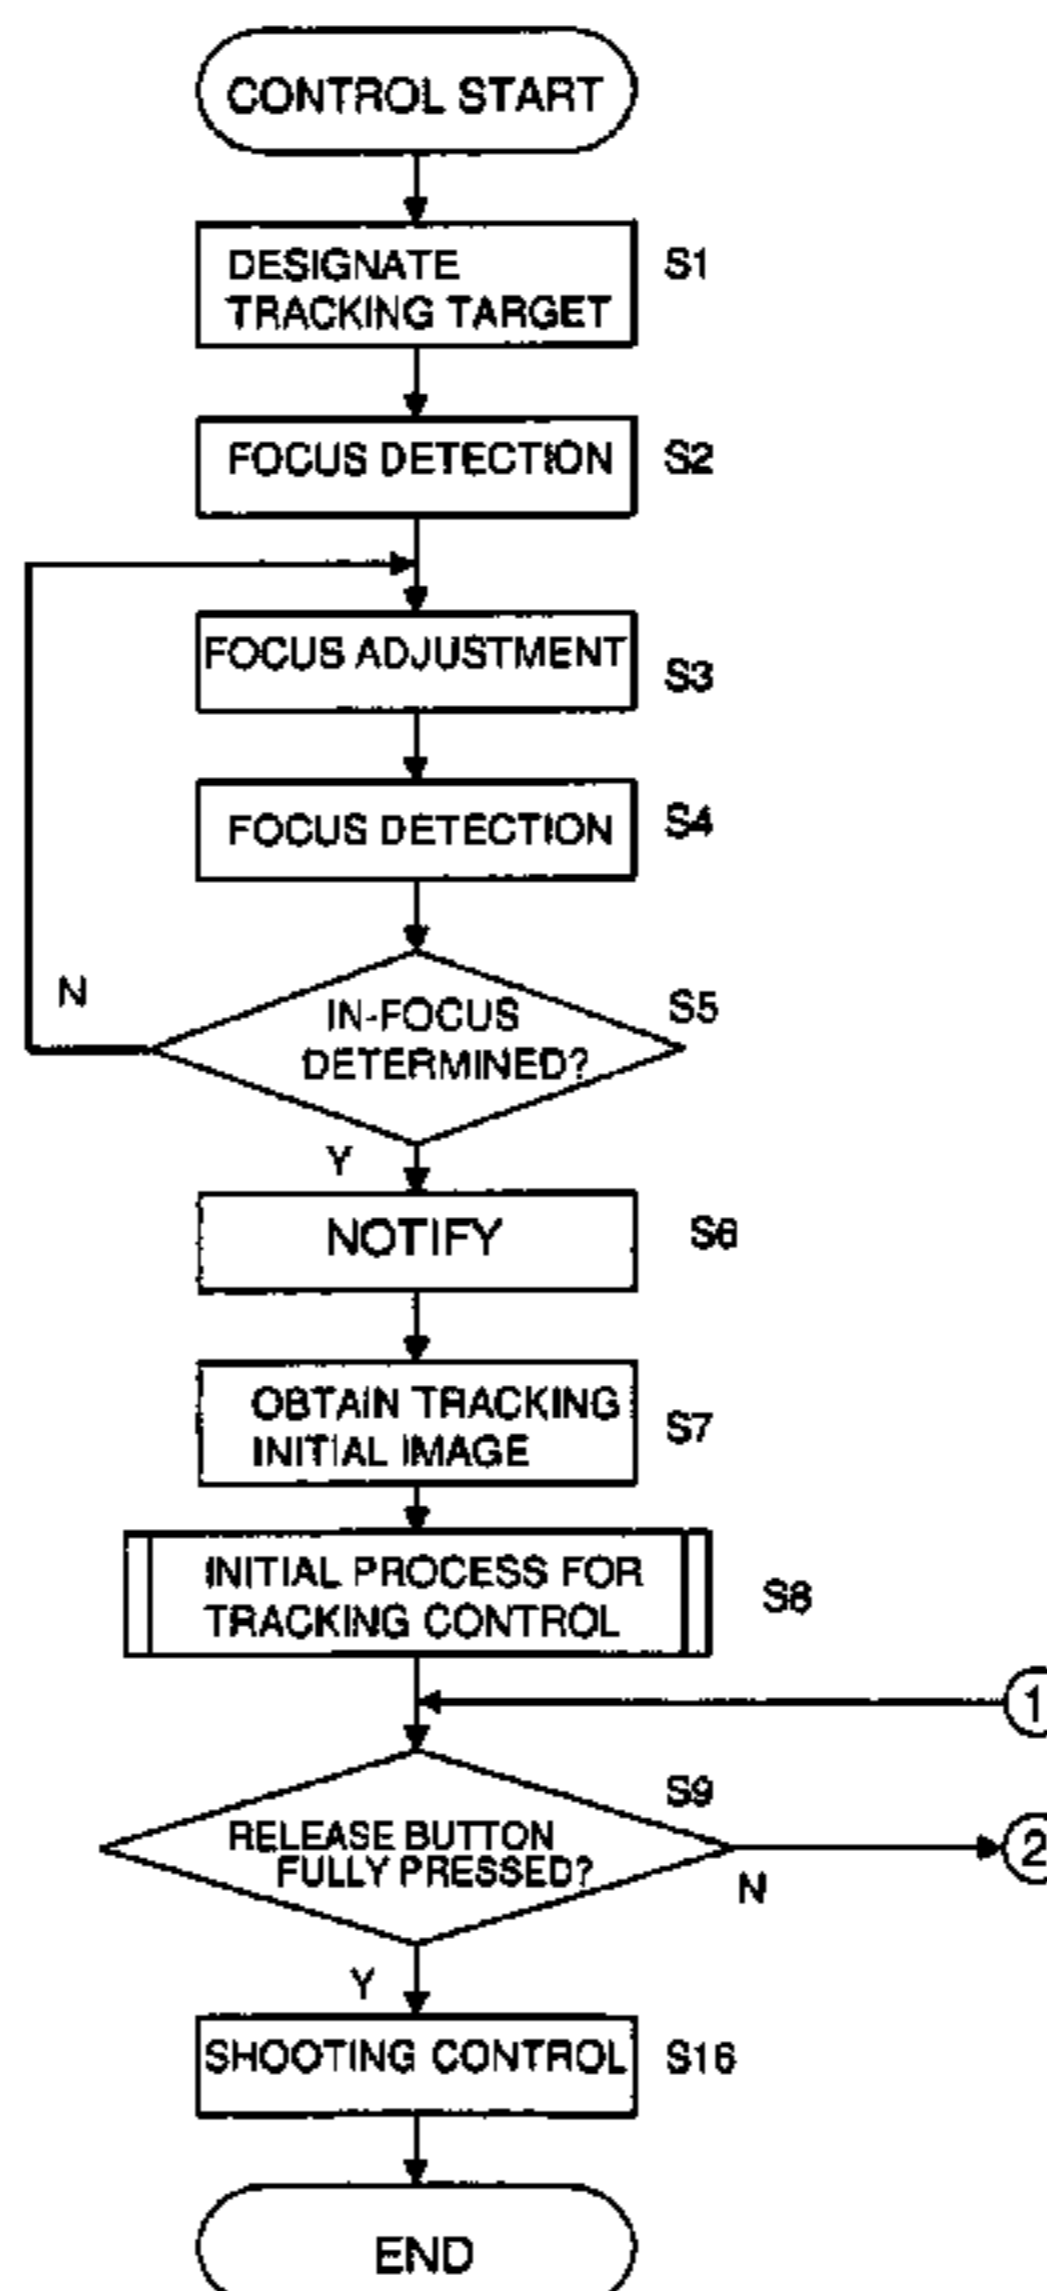 CONTROL START
DESIGNATE
TRACKING TARGET
S1
FOCUS DETECTION
S2
FOCUS ADJUSTMENT
S3
FOCUS DETECTION
S4
N
IN-FOCUS
DETERMINED?
S5
Y
NOTIFY
S6
OBTAIN TRACKING
INITIAL IMAGE
S7
INITIAL PROCESS FOR
TRACKING CONTROL
S8
1
RELEASE BUTTON
FULLY PRESSED?
S9
N
2
Y
SHOOTING CONTROL
S16
END